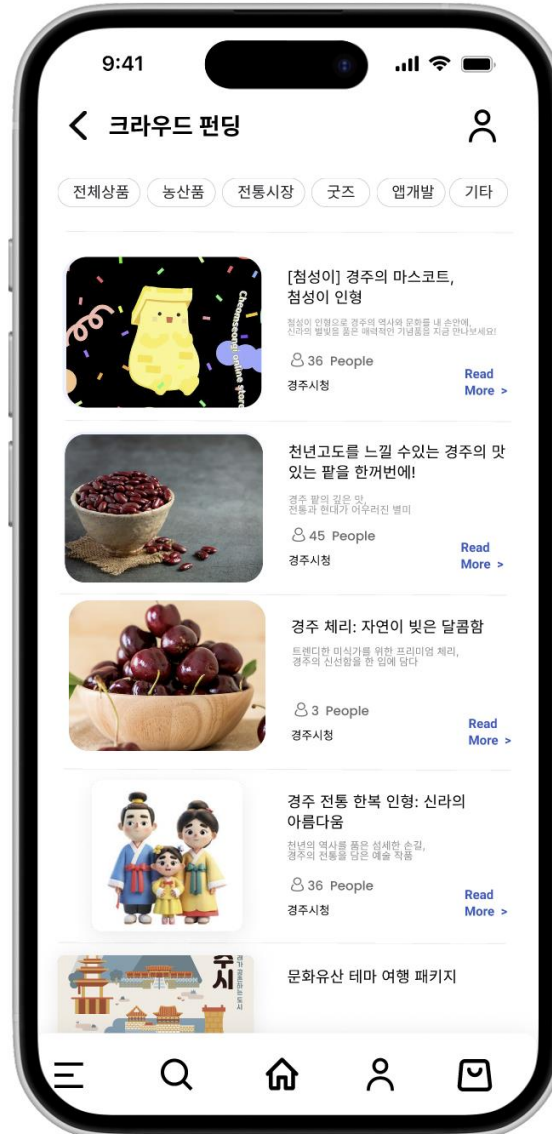 9:41
크라우드 펀딩
전체상품 농산품 전통시장 굿즈 앱개발 기타
Cheomseongi online store
[첨성이] 경주의 마스코트,
첨성이 인형
첨성이 인형으로 경주의 역사와 문화를 내 손안에,
신라의 별빛을 품은 매력적인 기념품을 지금 만나보세요!
36 People
경주시청
Read
More >
천년고도를 느낄 수있는 경주의 맛
있는 팥을 한꺼번에!
경주 팥의 깊은 맛,
전통과 현대가 어우러진 별미
45 People
경주시청
Read
More >
경주 체리: 자연이 빚은 달콤함
트렌디한 미식가를 위한 프리미엄 체리,
경주의 신선함을 한 입에 담다
3 People
경주시청
Read
More >
경주 전통 한복 인형: 신라의
아름다움
천년의 역사를 품은 섬세한 손길,
경주의 전통을 담은 예술 작품
36 People
경주시청
Read
More >
주시
문화유산 테마 여행 패키지